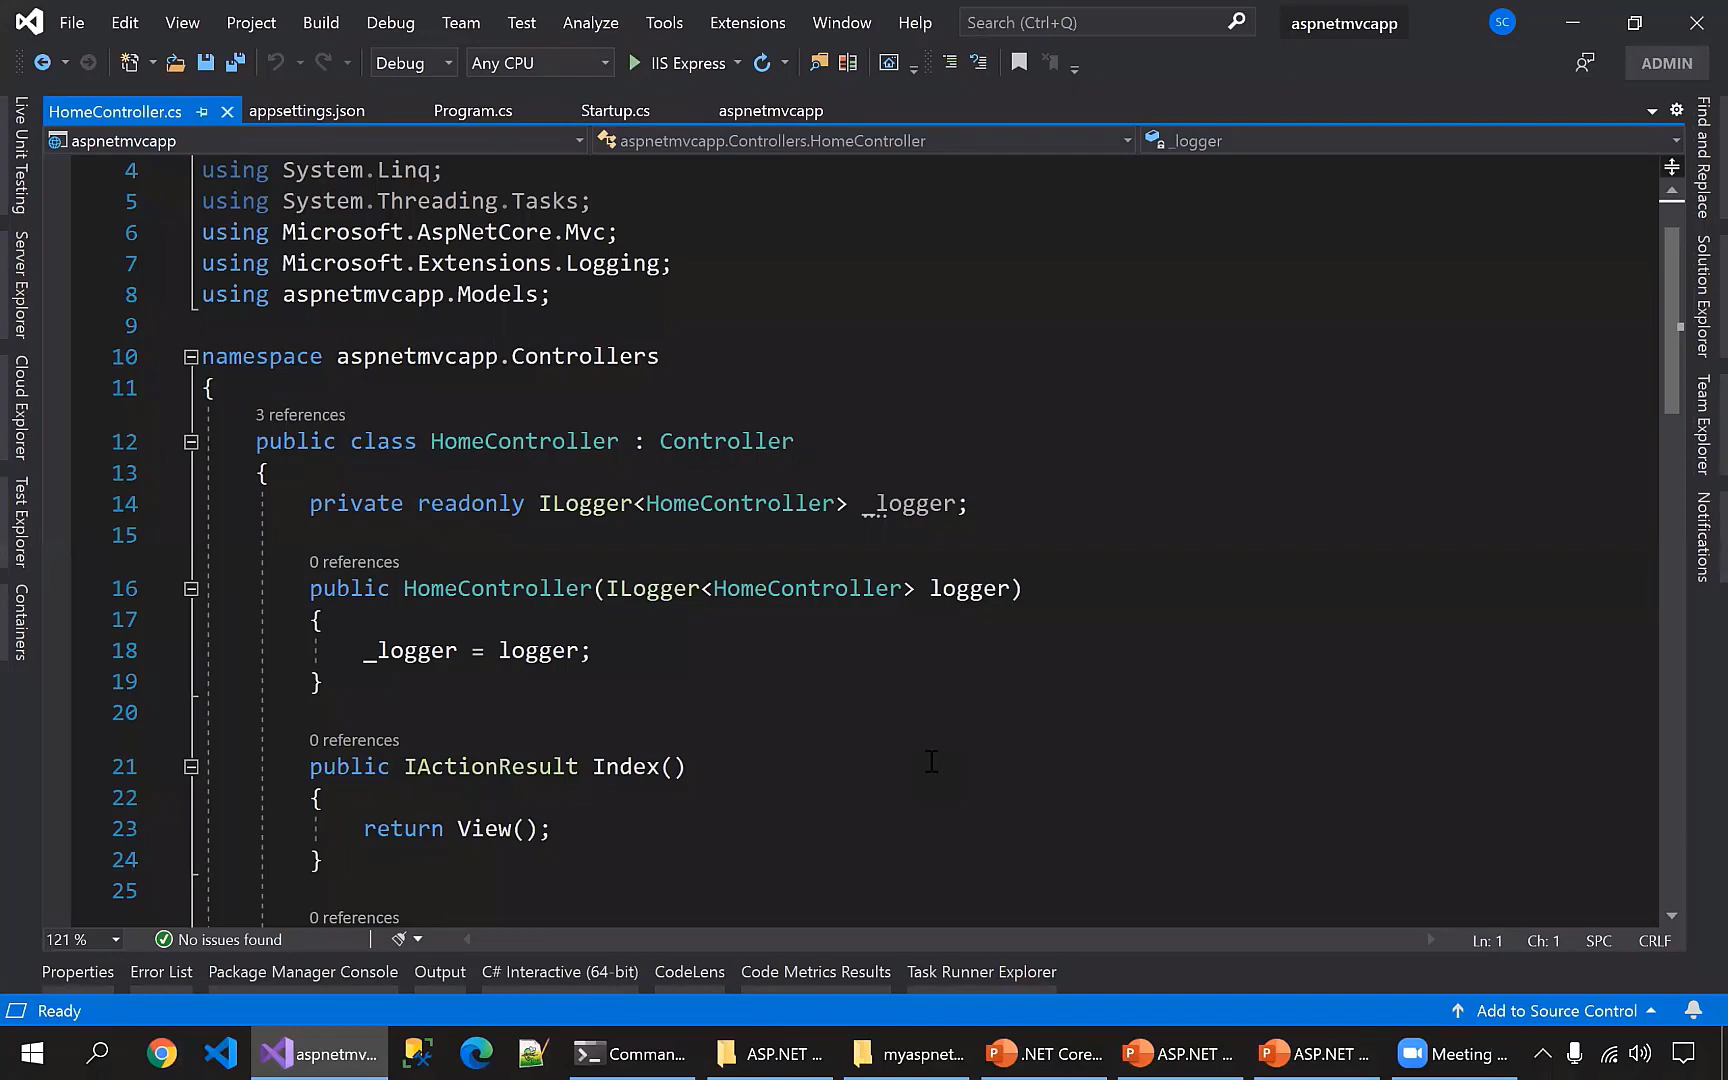 File Edit View Project Build Debug Team Test Analyze Tools Extensions Window Help Search (Ctrl+Q) aspnetmvcapp SC
Debug Any CPU IIS Express ADMIN
HomeController.cs appsettings.json Program.cs Startup.cs aspnetmvcapp
aspnetmvcapp aspnetmvcapp.Controllers.HomeController _logger
Live Unit Testing
Server Explorer
Cloud Explorer
Test Explorer
Containers
4 using System.Linq;
5 using System.Threading.Tasks;
6 using Microsoft.AspNetCore.Mvc;
7 using Microsoft.Extensions.Logging;
8 using aspnetmvcapp.Models;
9
10 namespace aspnetmvcapp.Controllers
11 {
3 references
12 public class HomeController : Controller
13 {
14 private readonly ILogger<HomeController> _logger;
15
0 references
16 public HomeController(ILogger<HomeController> logger)
17 {
18 _logger = logger;
19 }
20
0 references
21 public IActionResult Index()
22 {
23 return View();
24 }
25
0 references
Find and Replace
Solution Explorer
Team Explorer
Notifications
121 % No issues found Ln: 1 Ch: 1 SPC CRLF
Properties Error List Package Manager Console Output C# Interactive (64-bit) CodeLens Code Metrics Results Task Runner Explorer
Ready Add to Source Control
aspnetmv... Comman... ASP.NET ... myaspnet... .NET Core... ASP.NET ... ASP.NET ... Meeting ...